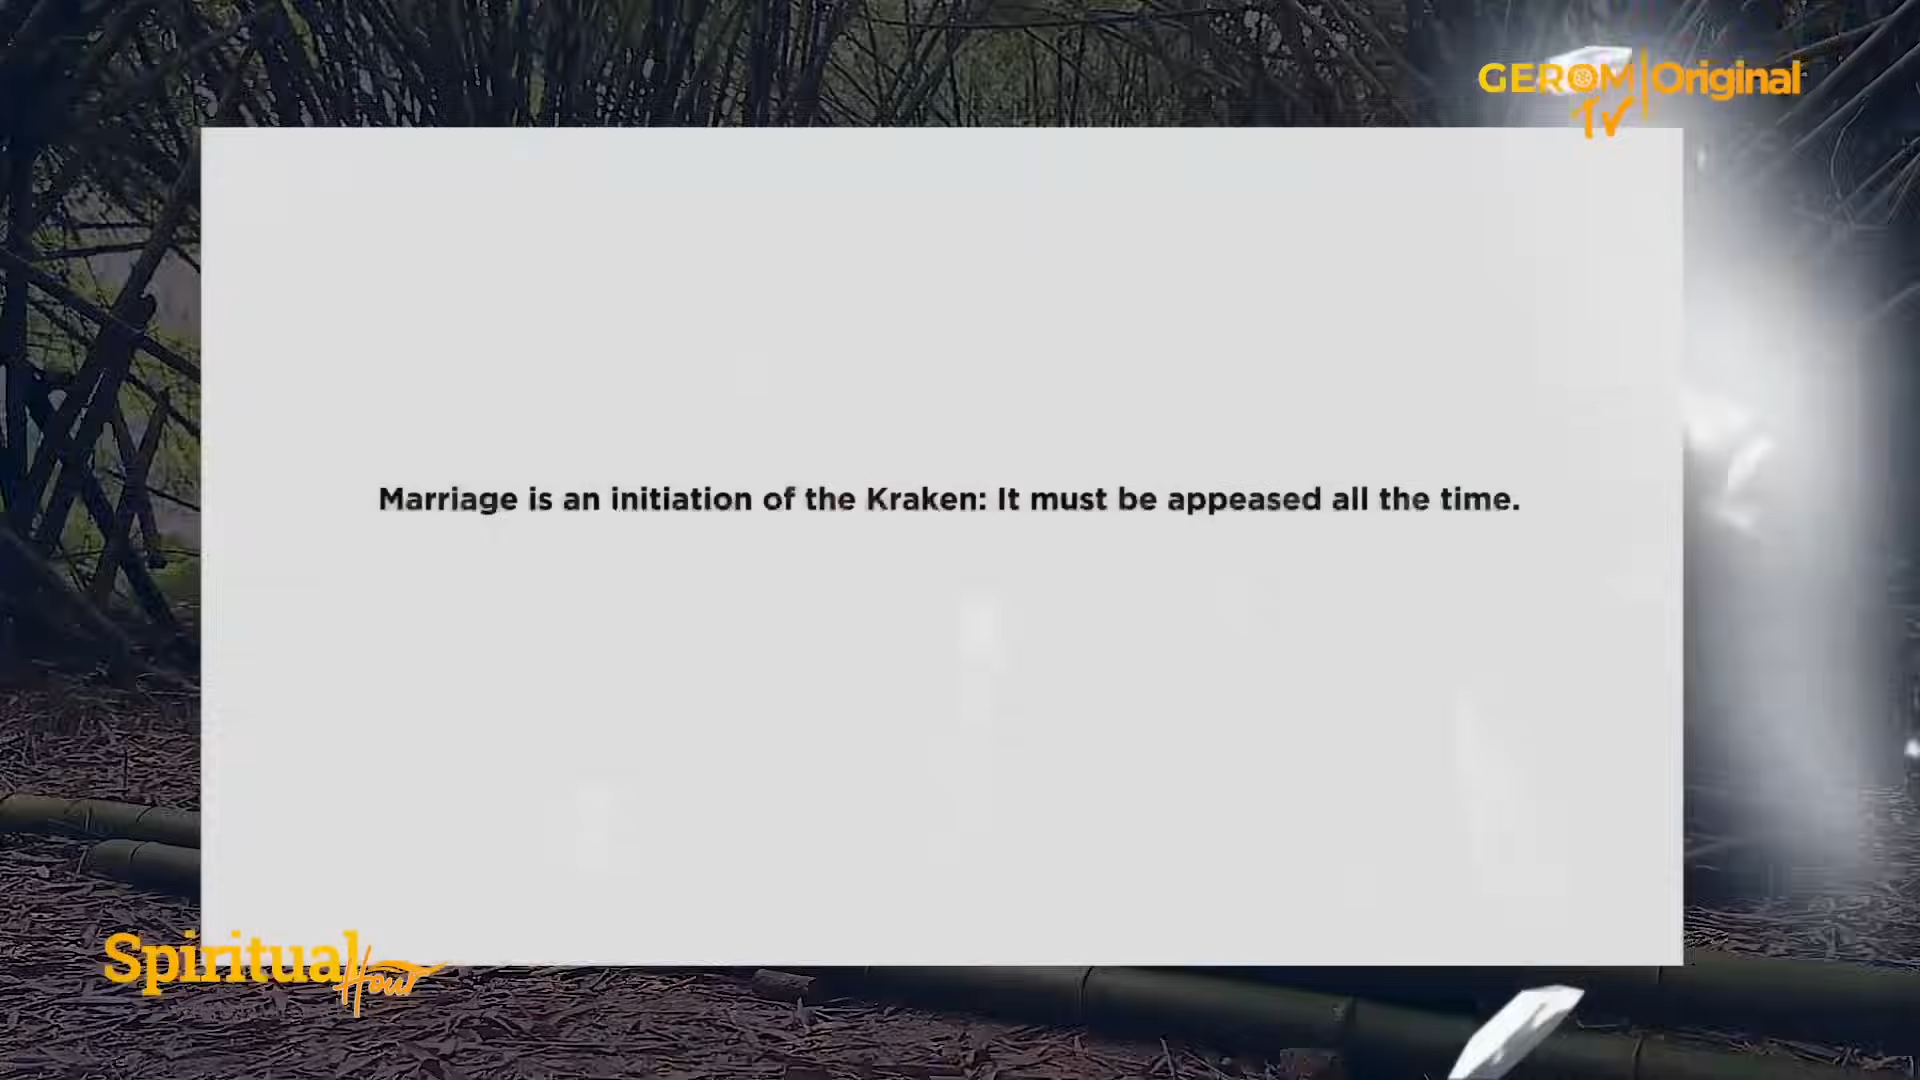 GEROM Original
TV
Marriage is an initiation of the Kraken: It must be appeased all the time.
Spiritual
Hour